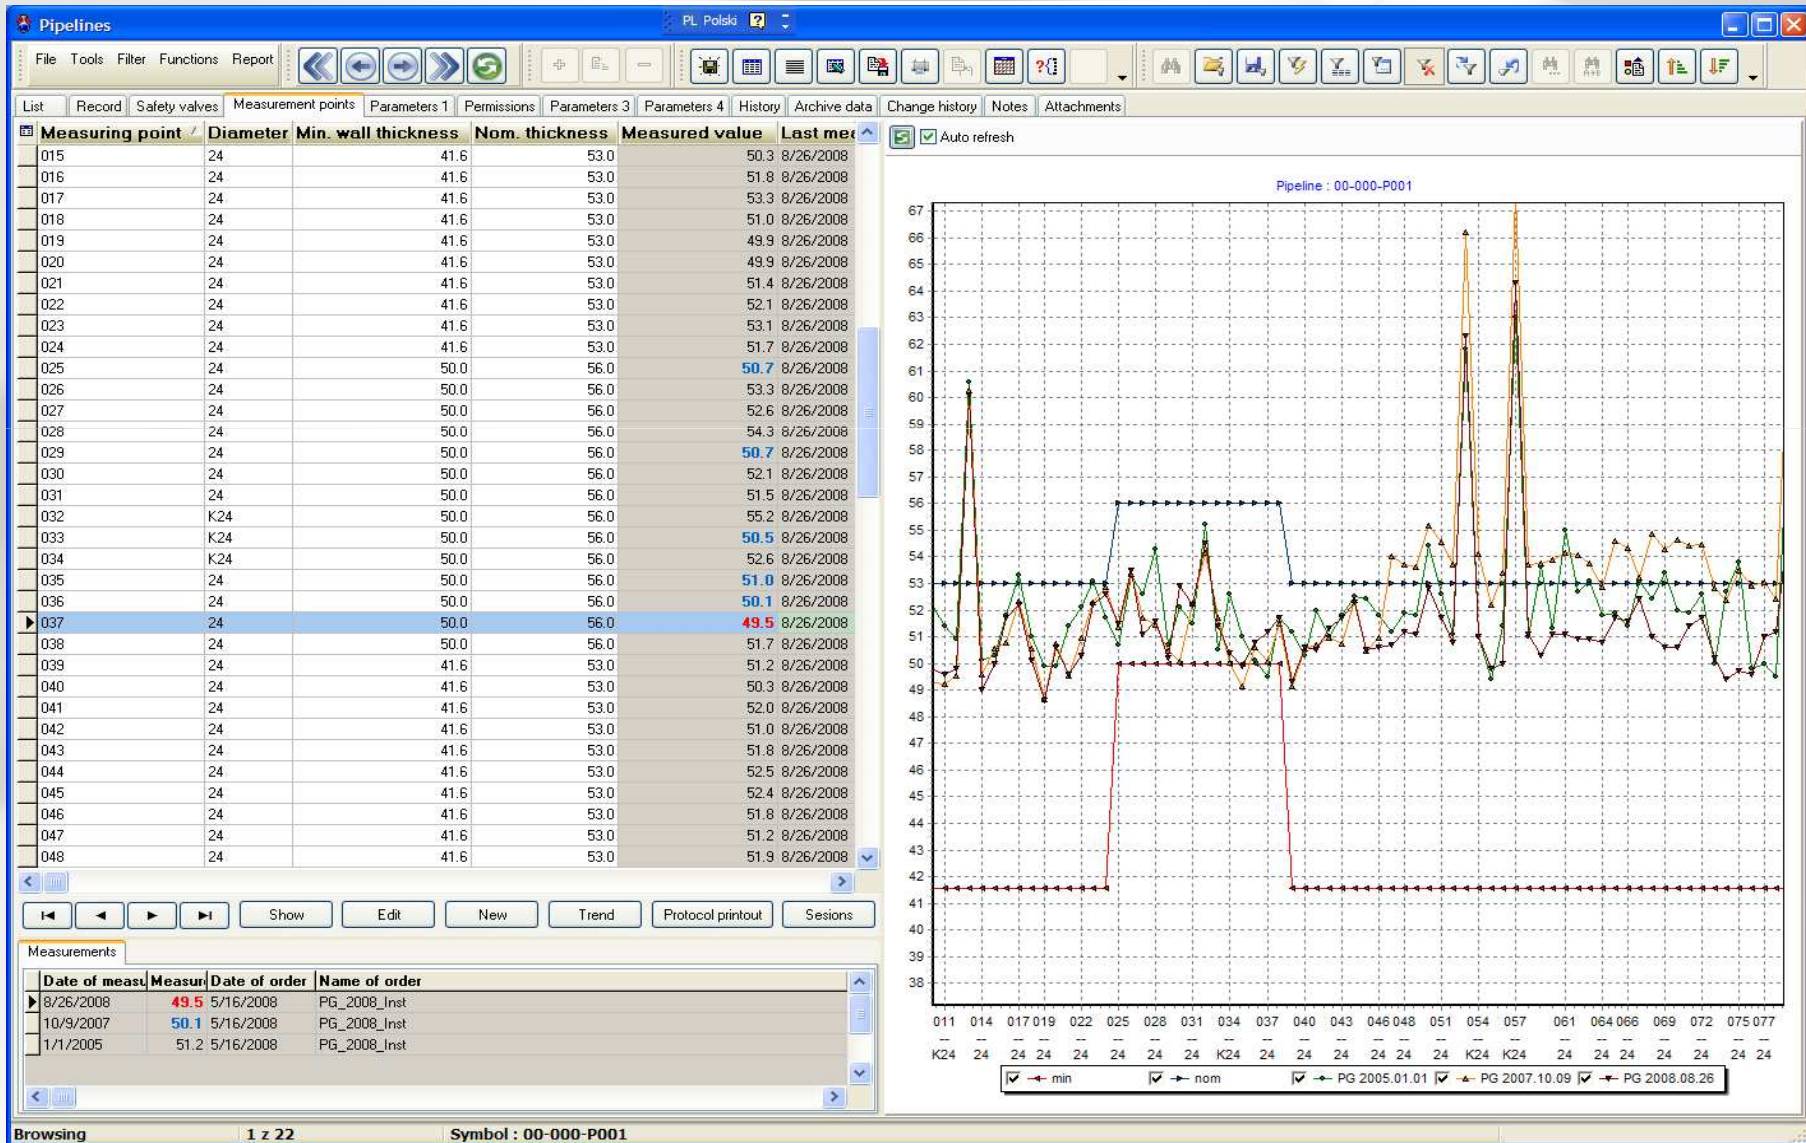 Pipelines
PL Polski
File Tools Filter Functions Report
List Record Safety valves Measurement points Parameters 1 Permissions Parameters 3 Parameters 4 History Archive data Change history Notes Attachments
Measuring point Diameter Min. wall thickness Nom. thickness Measured value Last mea
015 24 41.6 53.0 50.3 8/26/2008
016 24 41.6 53.0 51.8 8/26/2008
017 24 41.6 53.0 53.3 8/26/2008
018 24 41.6 53.0 51.0 8/26/2008
019 24 41.6 53.0 49.9 8/26/2008
020 24 41.6 53.0 49.9 8/26/2008
021 24 41.6 53.0 51.4 8/26/2008
022 24 41.6 53.0 52.1 8/26/2008
023 24 41.6 53.0 53.1 8/26/2008
024 24 41.6 53.0 51.7 8/26/2008
025 24 50.0 56.0 50.7 8/26/2008
026 24 50.0 56.0 53.3 8/26/2008
027 24 50.0 56.0 52.6 8/26/2008
028 24 50.0 56.0 54.3 8/26/2008
029 24 50.0 56.0 50.7 8/26/2008
030 24 50.0 56.0 52.1 8/26/2008
031 24 50.0 56.0 51.5 8/26/2008
032 K24 50.0 56.0 55.2 8/26/2008
033 K24 50.0 56.0 50.5 8/26/2008
034 K24 50.0 56.0 52.6 8/26/2008
035 24 50.0 56.0 51.0 8/26/2008
036 24 50.0 56.0 50.1 8/26/2008
037 24 50.0 56.0 49.5 8/26/2008
038 24 50.0 56.0 51.7 8/26/2008
039 24 41.6 53.0 51.2 8/26/2008
040 24 41.6 53.0 50.3 8/26/2008
041 24 41.6 53.0 52.0 8/26/2008
042 24 41.6 53.0 51.0 8/26/2008
043 24 41.6 53.0 51.8 8/26/2008
044 24 41.6 53.0 52.5 8/26/2008
045 24 41.6 53.0 52.4 8/26/2008
046 24 41.6 53.0 51.8 8/26/2008
047 24 41.6 53.0 51.2 8/26/2008
048 24 41.6 53.0 51.9 8/26/2008
Show Edit New Trend Protocol printout Sesions
Measurements
Date of measu Measur Date of order Name of order
8/26/2008 49.5 5/16/2008 PG_2008_Inst
10/9/2007 50.1 5/16/2008 PG_2008_Inst
1/1/2005 51.2 5/16/2008 PG_2008_Inst
Auto refresh
Pipeline : 00-000-P001
67
66
65
64
63
62
61
60
59
58
57
56
55
54
53
52
51
50
49
48
47
46
45
44
43
42
41
40
39
38
011 014 017 019 022 025 028 031 034 037 040 043 046 048 051 054 057 061 064 066 069 072 075 077
-- -- -- -- -- -- -- -- -- -- -- -- -- -- -- -- -- -- -- -- -- -- -- --
K24 24 24 24 24 24 24 24 K24 24 24 24 24 24 24 K24 K24 24 24 24 24 24 24 24
min nom PG 2005.01.01 PG 2007.10.09 PG 2008.08.26
Browsing 1 z 22 Symbol : 00-000-P001